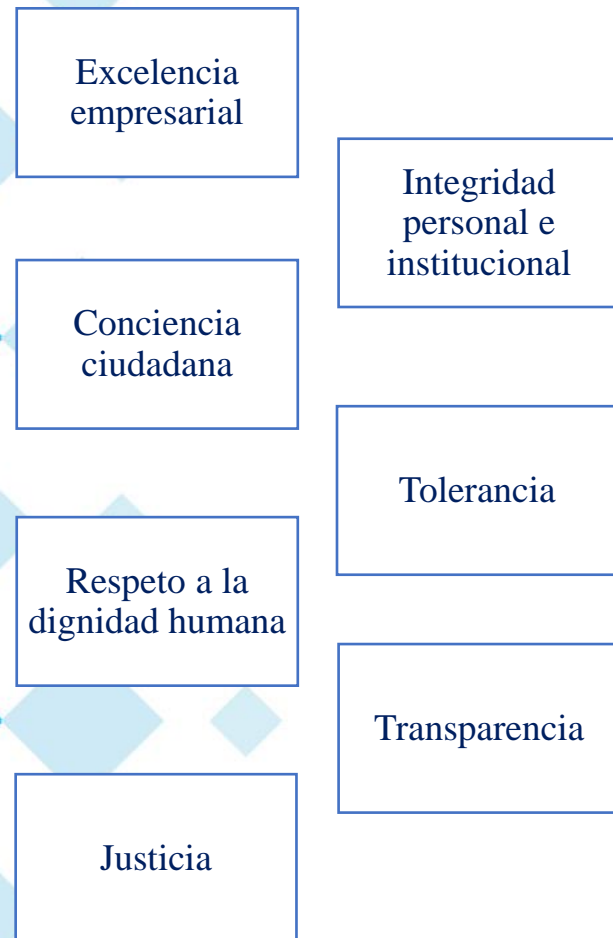 Excelencia
empresarial
Integridad
personal e
institucional
Conciencia
ciudadana
Tolerancia
Respeto a la
dignidad humana
Transparencia
Justicia